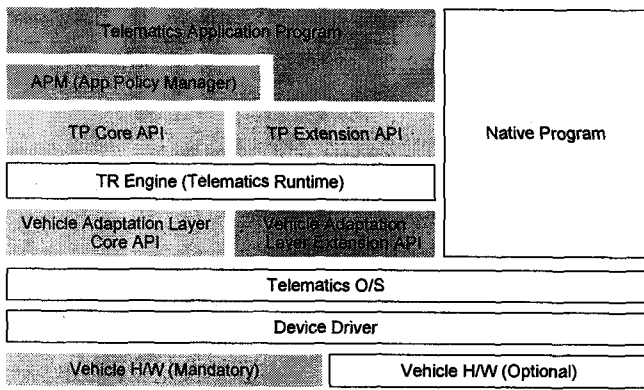 Telematics Application Program
APM (App Policy Manager)
TP Core API
TP Extension API
Native Program
TR Engine (Telematics Runtime)
Vehicle Adaptation Layer
Core API
Vehicle Adaptation
Layer Extension API
Telematics O/S
Device Driver
Vehicle H/W (Mandatory)
Vehicle H/W (Optional)